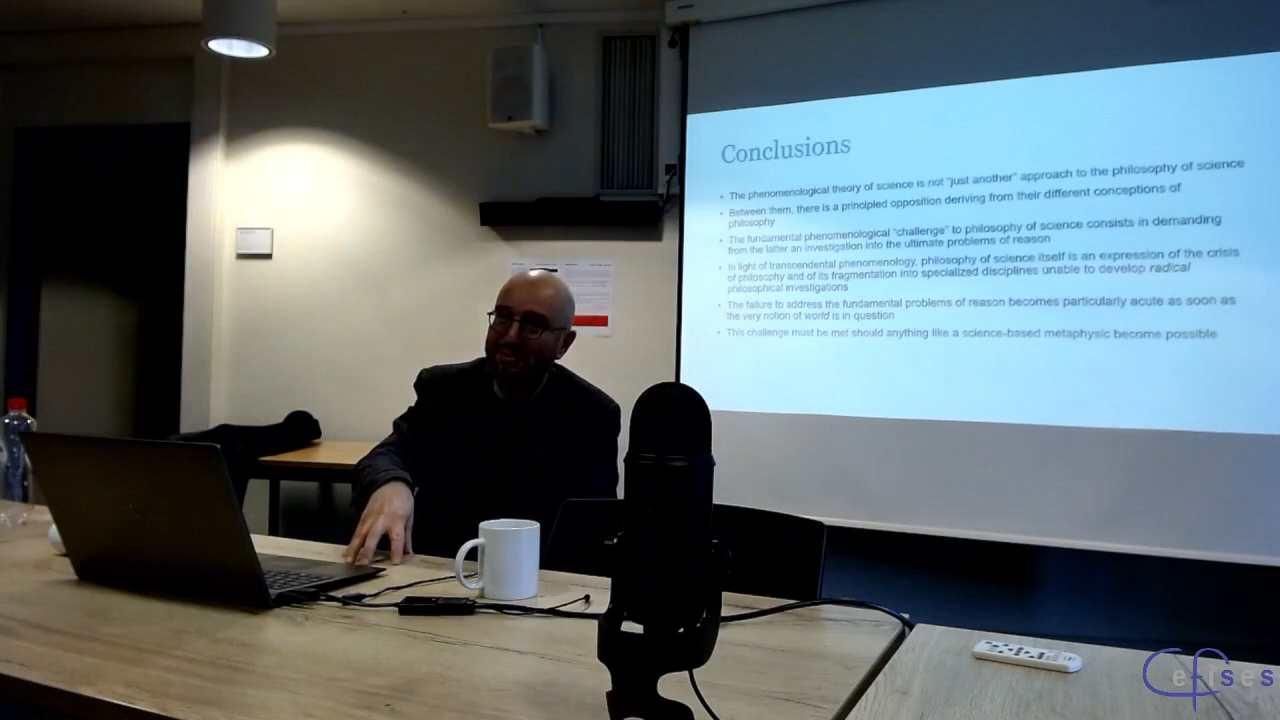 Conclusions
• The phenomenological theory of science is not "just another" approach to the philosophy of science
• Between them, there is a principled opposition deriving from their different conceptions of
philosophy
• The fundamental phenomenological "challenge" to philosophy of science consists in demanding
from the latter an investigation into the ultimate problems of reason
• In light of transcendental phenomenology, philosophy of science itself is an expression of the crisis
of philosophy and of its fragmentation into specialized disciplines unable to develop radical
philosophical investigations
• The failure to address the fundamental problems of reason becomes particularly acute as soon as
the very notion of world is in question
• This challenge must be met should anything like a science-based metaphysic become possible
Cefises